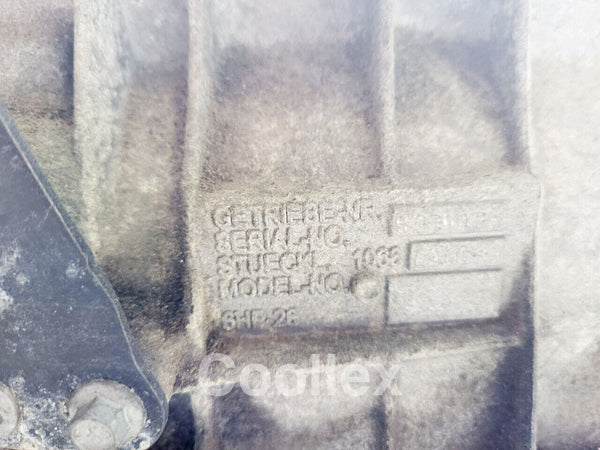 GETRIEBE-NR.
SERIAL-NO.
STUECKL. 1068
MODEL-NO.
6HP-26
Coollex